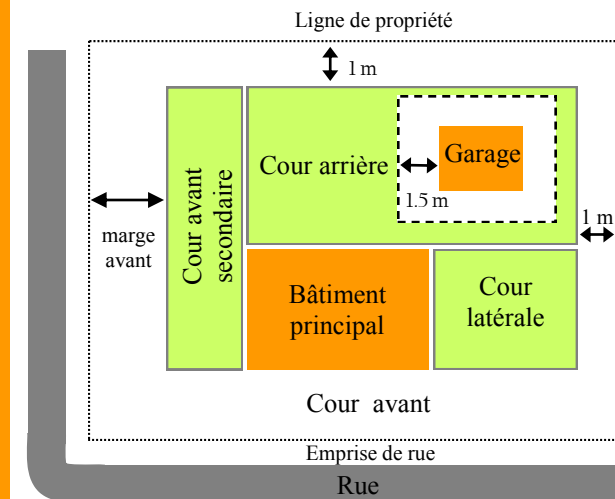 Ligne de propriété
1 m
Cour arrière
Garage
1.5 m
1 m
marge
avant
Cour avant
secondaire
Bâtiment
principal
Cour
latérale
Cour avant
Emprise de rue
Rue